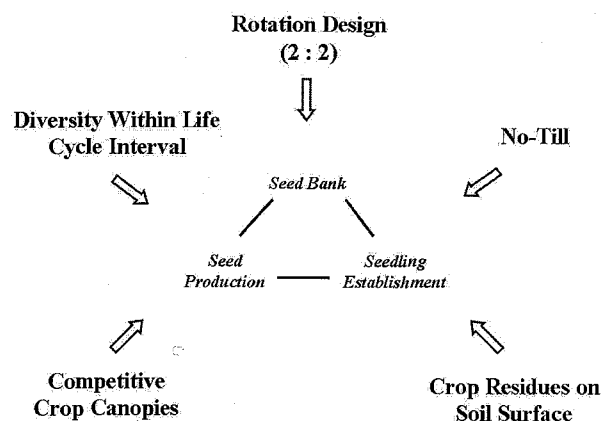 Rotation Design
(2 : 2)
Diversity Within Life
Cycle Interval
No-Till
Seed Bank
Seed
Production
Seedling
Establishment
Competitive
Crop Canopies
Crop Residues on
Soil Surface